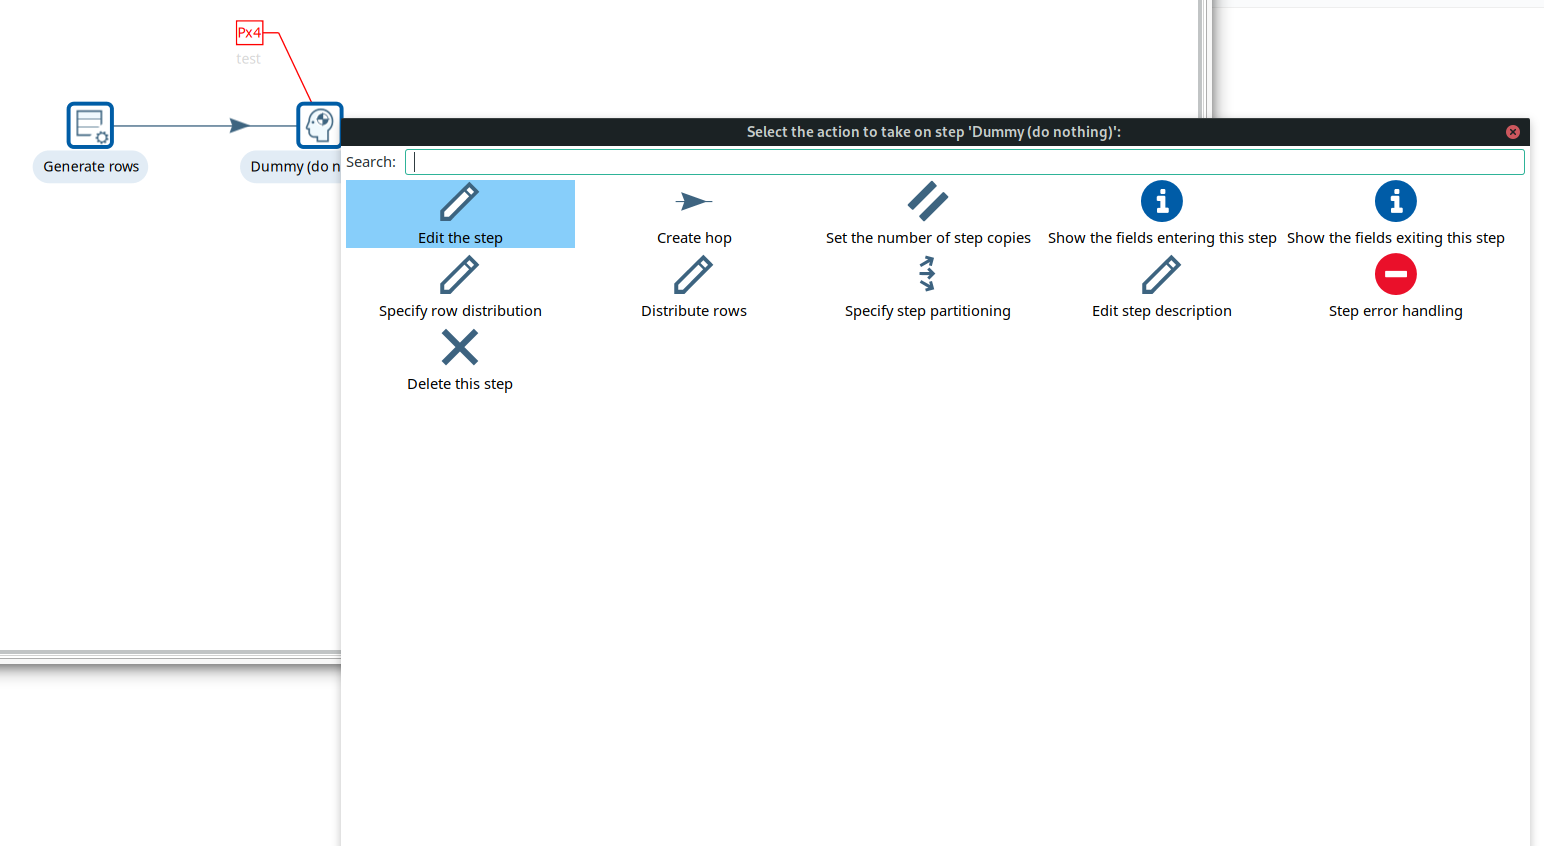 Px4
test
Generate rows
Dummy (do n
Select the action to take on step 'Dummy (do nothing)':
Search:
Edit the step
Create hop
Set the number of step copies
Show the fields entering this step
Show the fields exiting this step
Specify row distribution
Distribute rows
Specify step partitioning
Edit step description
Step error handling
Delete this step